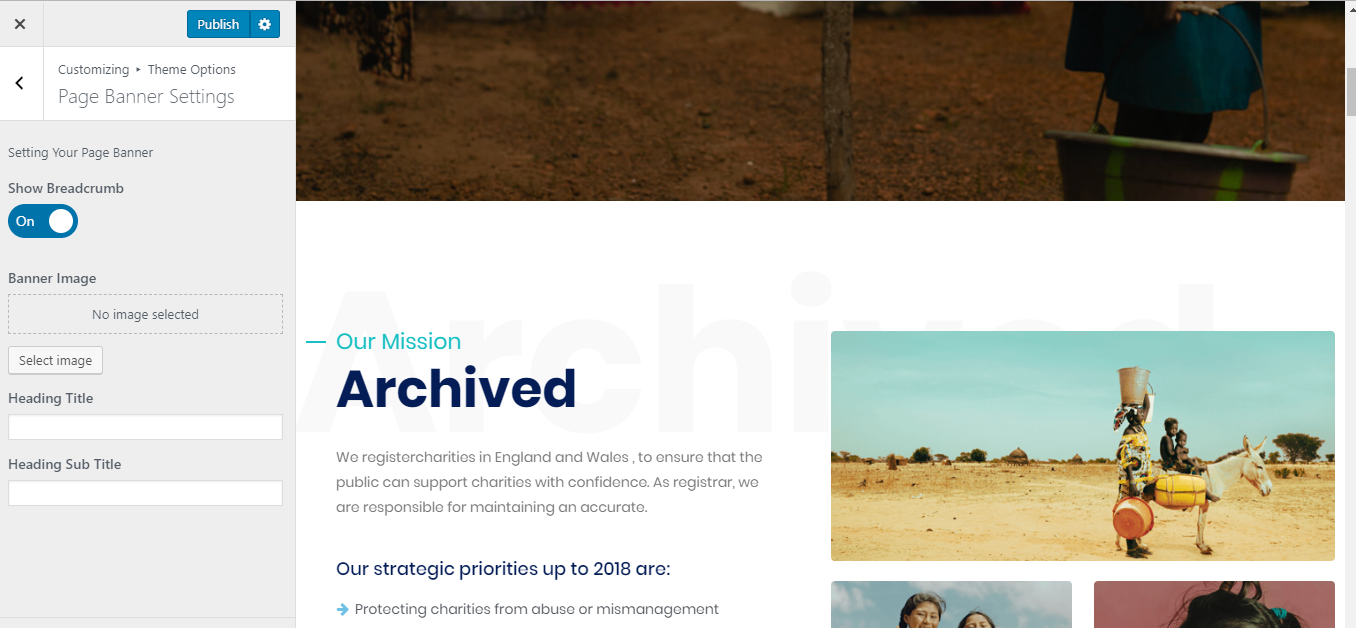 Publish
Customizing ▸ Theme Options
Page Banner Settings
Setting Your Page Banner
Show Breadcrumb
On
Banner Image
No image selected
Select image
Heading Title
Heading Sub Title
Archived
Our Mission
Archived
We registercharities in England and Wales , to ensure that the
public can support charities with confidence. As registrar, we
are responsible for maintaining an accurate.
Our strategic priorities up to 2018 are:
Protecting charities from abuse or mismanagement